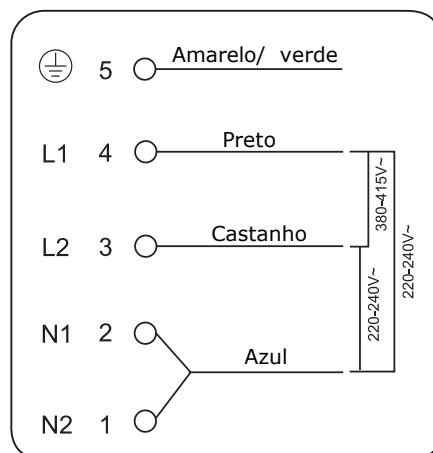 5 Amarelo/ verde
L1 4 Preto
380-415V~
L2 3 Castanho
220-240V~
220-240V~
N1 2
Azul
N2 1